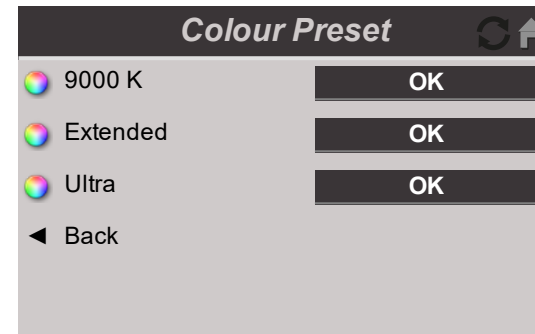 Colour Preset
9000 K OK
Extended OK
Ultra OK
Back